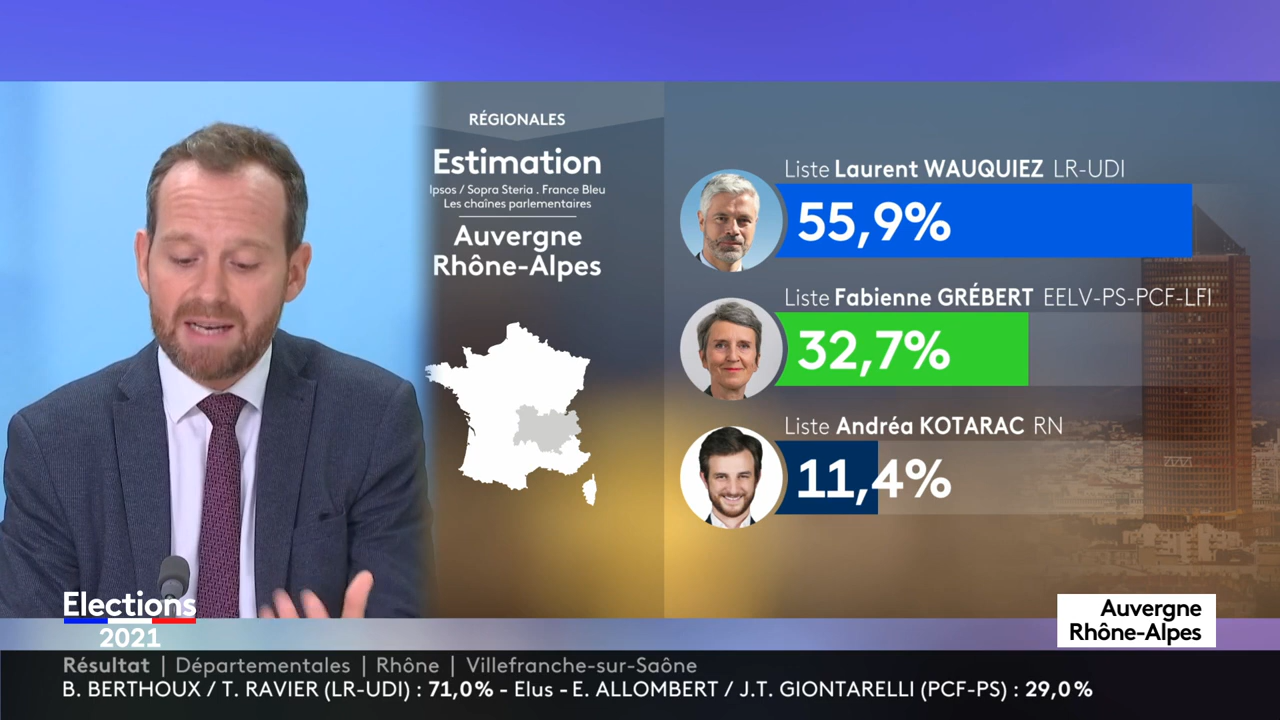 RÉGIONALES
Estimation
Ipsos / Sopra Steria . France Bleu
Les chaînes parlementaires
Auvergne
Rhône-Alpes
Liste Laurent WAUQUIEZ LR-UDI
55,9%
Liste Fabienne GRÉBERT EELV-PS-PCF-LFI
32,7%
Liste Andréa KOTARAC RN
11,4%
Elections
2021
Auvergne
Rhône-Alpes
Résultat | Départementales | Rhône | Villefranche-sur-Saône
B. BERTHOUX / T. RAVIER (LR-UDI) : 71,0% - Elus - E. ALLOMBERT / J.T. GIONTARELLI (PCF-PS) : 29,0%